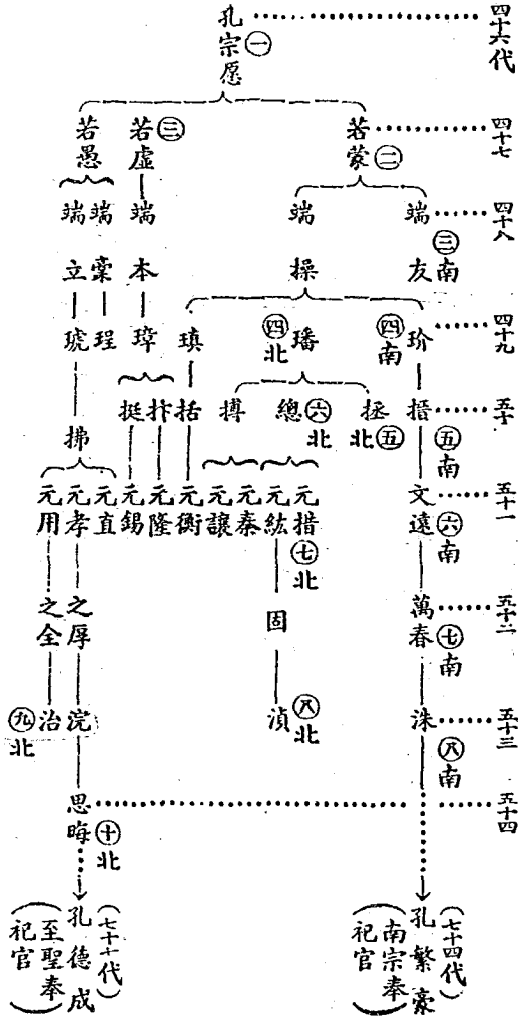 四十六代
四十七
四十八
四十九
五十
五十一
五十二
五十三
五十四
孔宗愿㊀
若蒙㊁
若虛㊂
若愚
端友㊂南
端操
端本
端稟
端立
玠㊃南
璠㊃北
瑱
璋
珵
琥
搢㊄南
拯㊄北
總㊅北
摶
括
拤
挺
拂
文遠㊅南
元措㊆北
元紘
元秦
元讓
元衡
元隆
元錫
元直
元孝
元用
萬春㊆南
固
之厚
之全
洙㊇南
湞㊇北
浣
治㊈北
思晦㊉北
(七十四代)
孔繁豪
(南宗奉祀官)
(七十七代)
孔德成
(至聖奉祀官)